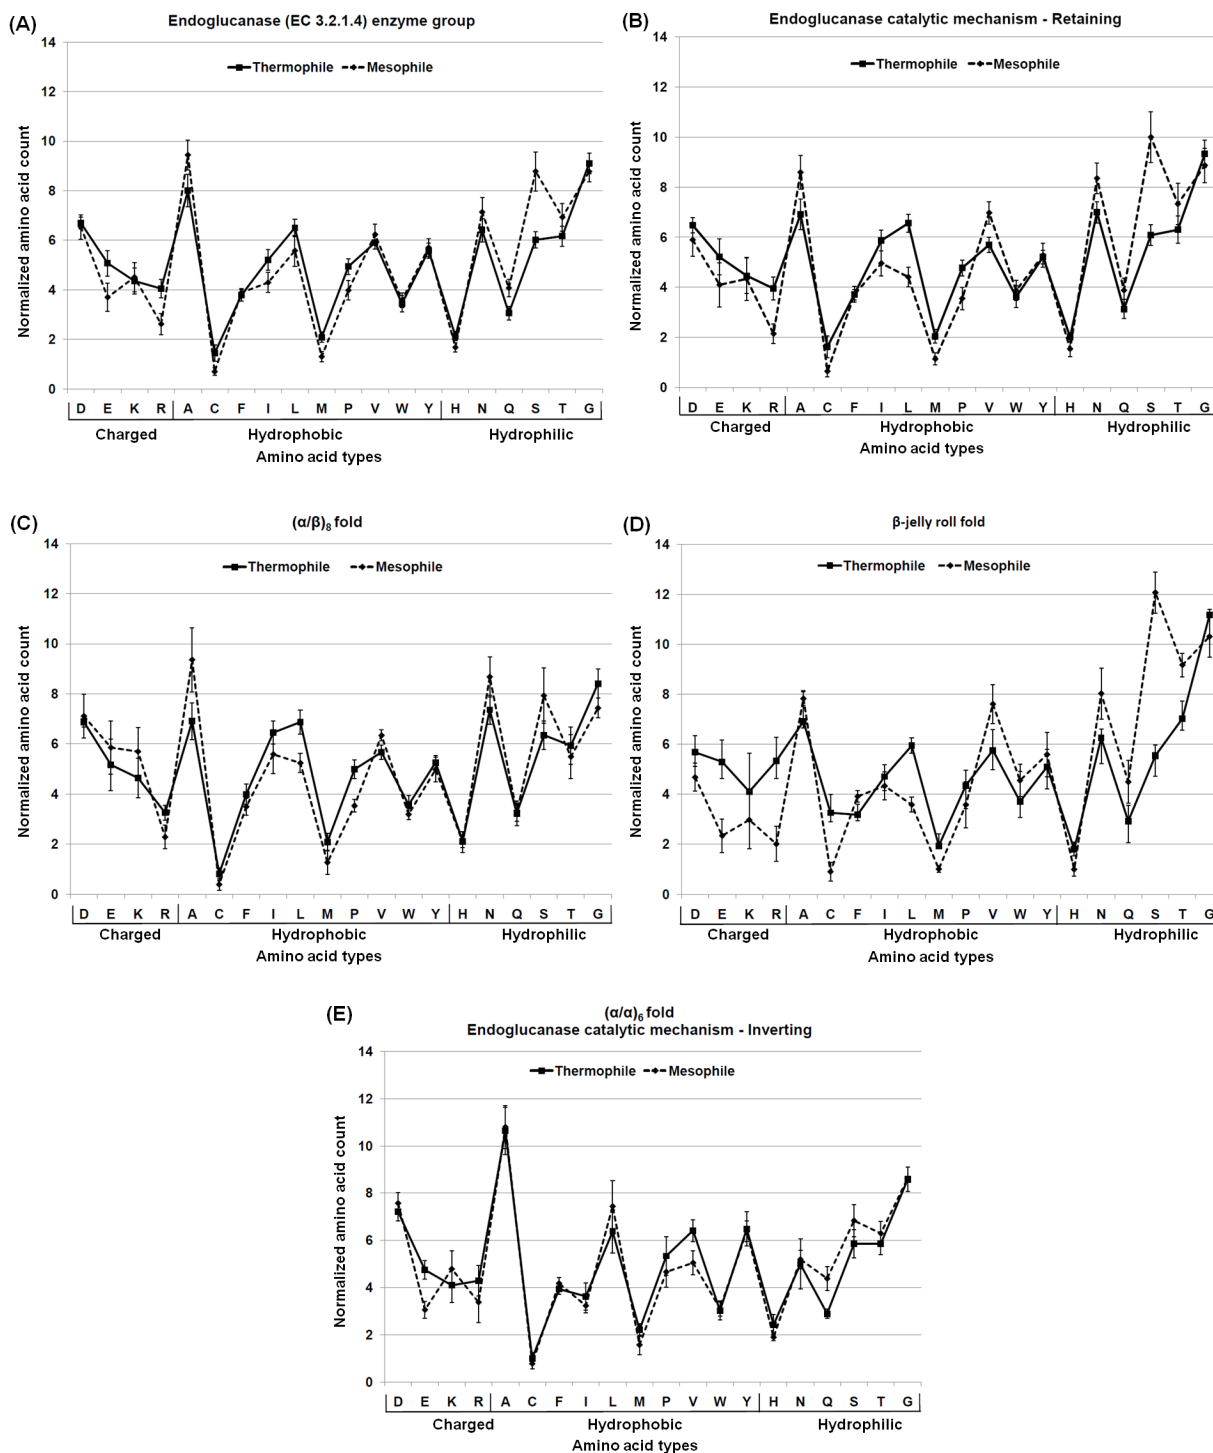 (A)
Endoglucanase (EC 3.2.1.4) enzyme group
14
12
10
8
6
4
2
0
Normalized amino acid count
Thermophile Mesophile
D E K R A C F I L M P V W Y H N Q S T G
Charged Hydrophobic Hydrophilic
Amino acid types
(B)
Endoglucanase catalytic mechanism - Retaining
14
12
10
8
6
4
2
0
Normalized amino acid count
Thermophile Mesophile
D E K R A C F I L M P V W Y H N Q S T G
Charged Hydrophobic Hydrophilic
Amino acid types
(C)
(α/β)₈ fold
14
12
10
8
6
4
2
0
Normalized amino acid count
Thermophile Mesophile
D E K R A C F I L M P V W Y H N Q S T G
Charged Hydrophobic Hydrophilic
Amino acid types
(D)
β-jelly roll fold
14
12
10
8
6
4
2
0
Normalized amino acid count
Thermophile Mesophile
D E K R A C F I L M P V W Y H N Q S T G
Charged Hydrophobic Hydrophilic
Amino acid types
(E)
(α/α)₆ fold
Endoglucanase catalytic mechanism - Inverting
14
12
10
8
6
4
2
0
Normalized amino acid count
Thermophile Mesophile
D E K R A C F I L M P V W Y H N Q S T G
Charged Hydrophobic Hydrophilic
Amino acid types